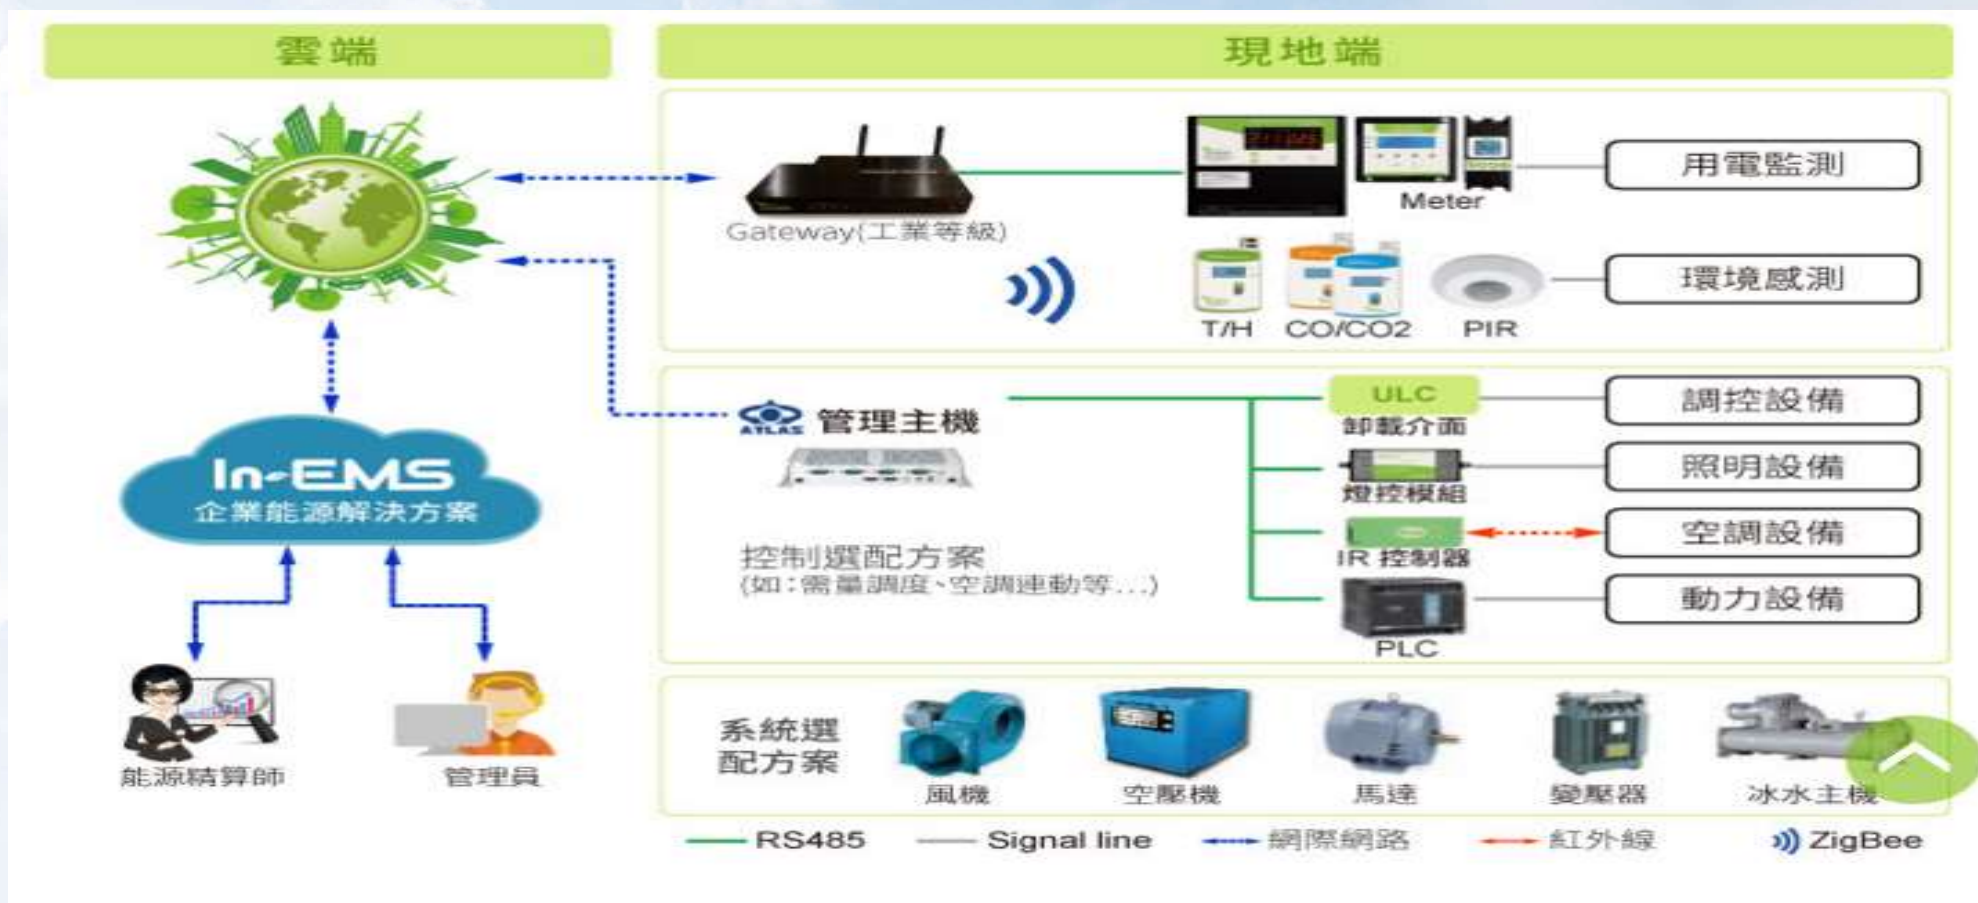 雲端
現地端
Gateway(工業等級)
Meter
用電監測
T/H
CO/CO2
PIR
環境感測
ATLAS
管理主機
控制選配方案
(如：需量調度、空調連動等...)
ULC
卸載介面
調控設備
燈控模組
照明設備
IR 控制器
空調設備
PLC
動力設備
In-EMS
企業能源解決方案
能源精算師
管理員
系統選
配方案
風機
空壓機
馬達
變壓器
冰水主機
RS485
Signal line
網際網路
紅外線
ZigBee